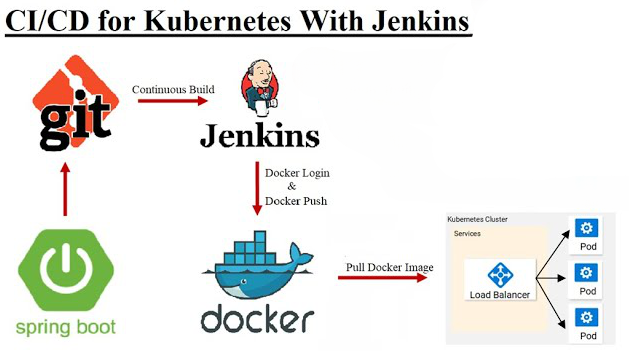 CI/CD for Kubernetes With Jenkins
git
Continuous Build
Jenkins
Docker Login
&
Docker Push
spring boot
docker
Pull Docker Image
Kubernetes Cluster
Services
Load Balancer
Pod
Pod
Pod